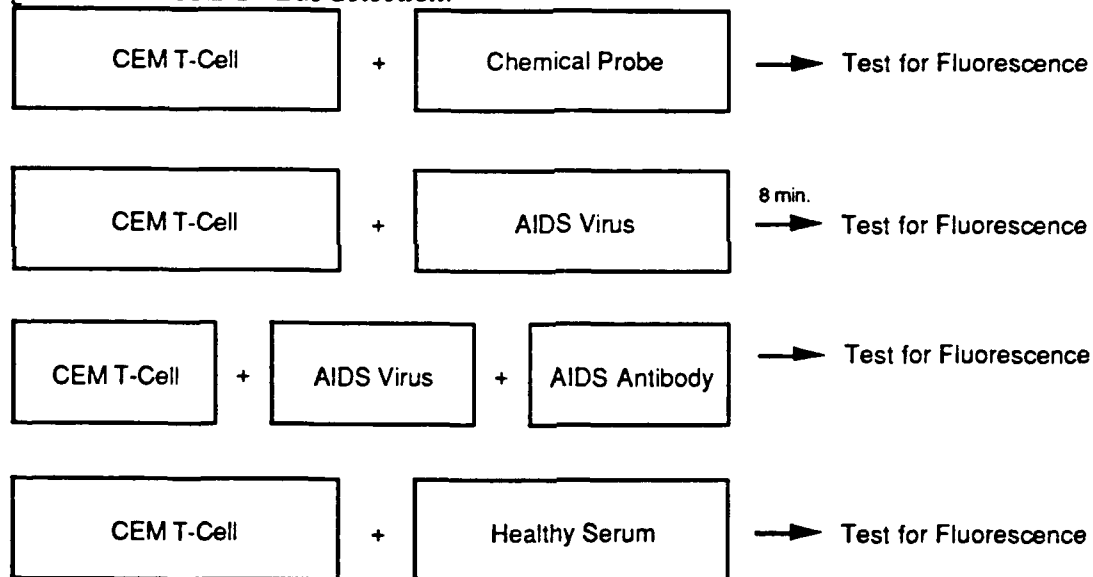 CEM T-Cell + Chemical Probe Test for Fluorescence
8 min.
CEM T-Cell + AIDS Virus Test for Fluorescence
CEM T-Cell + AIDS Virus + AIDS Antibody Test for Fluorescence
CEM T-Cell + Healthy Serum Test for Fluorescence